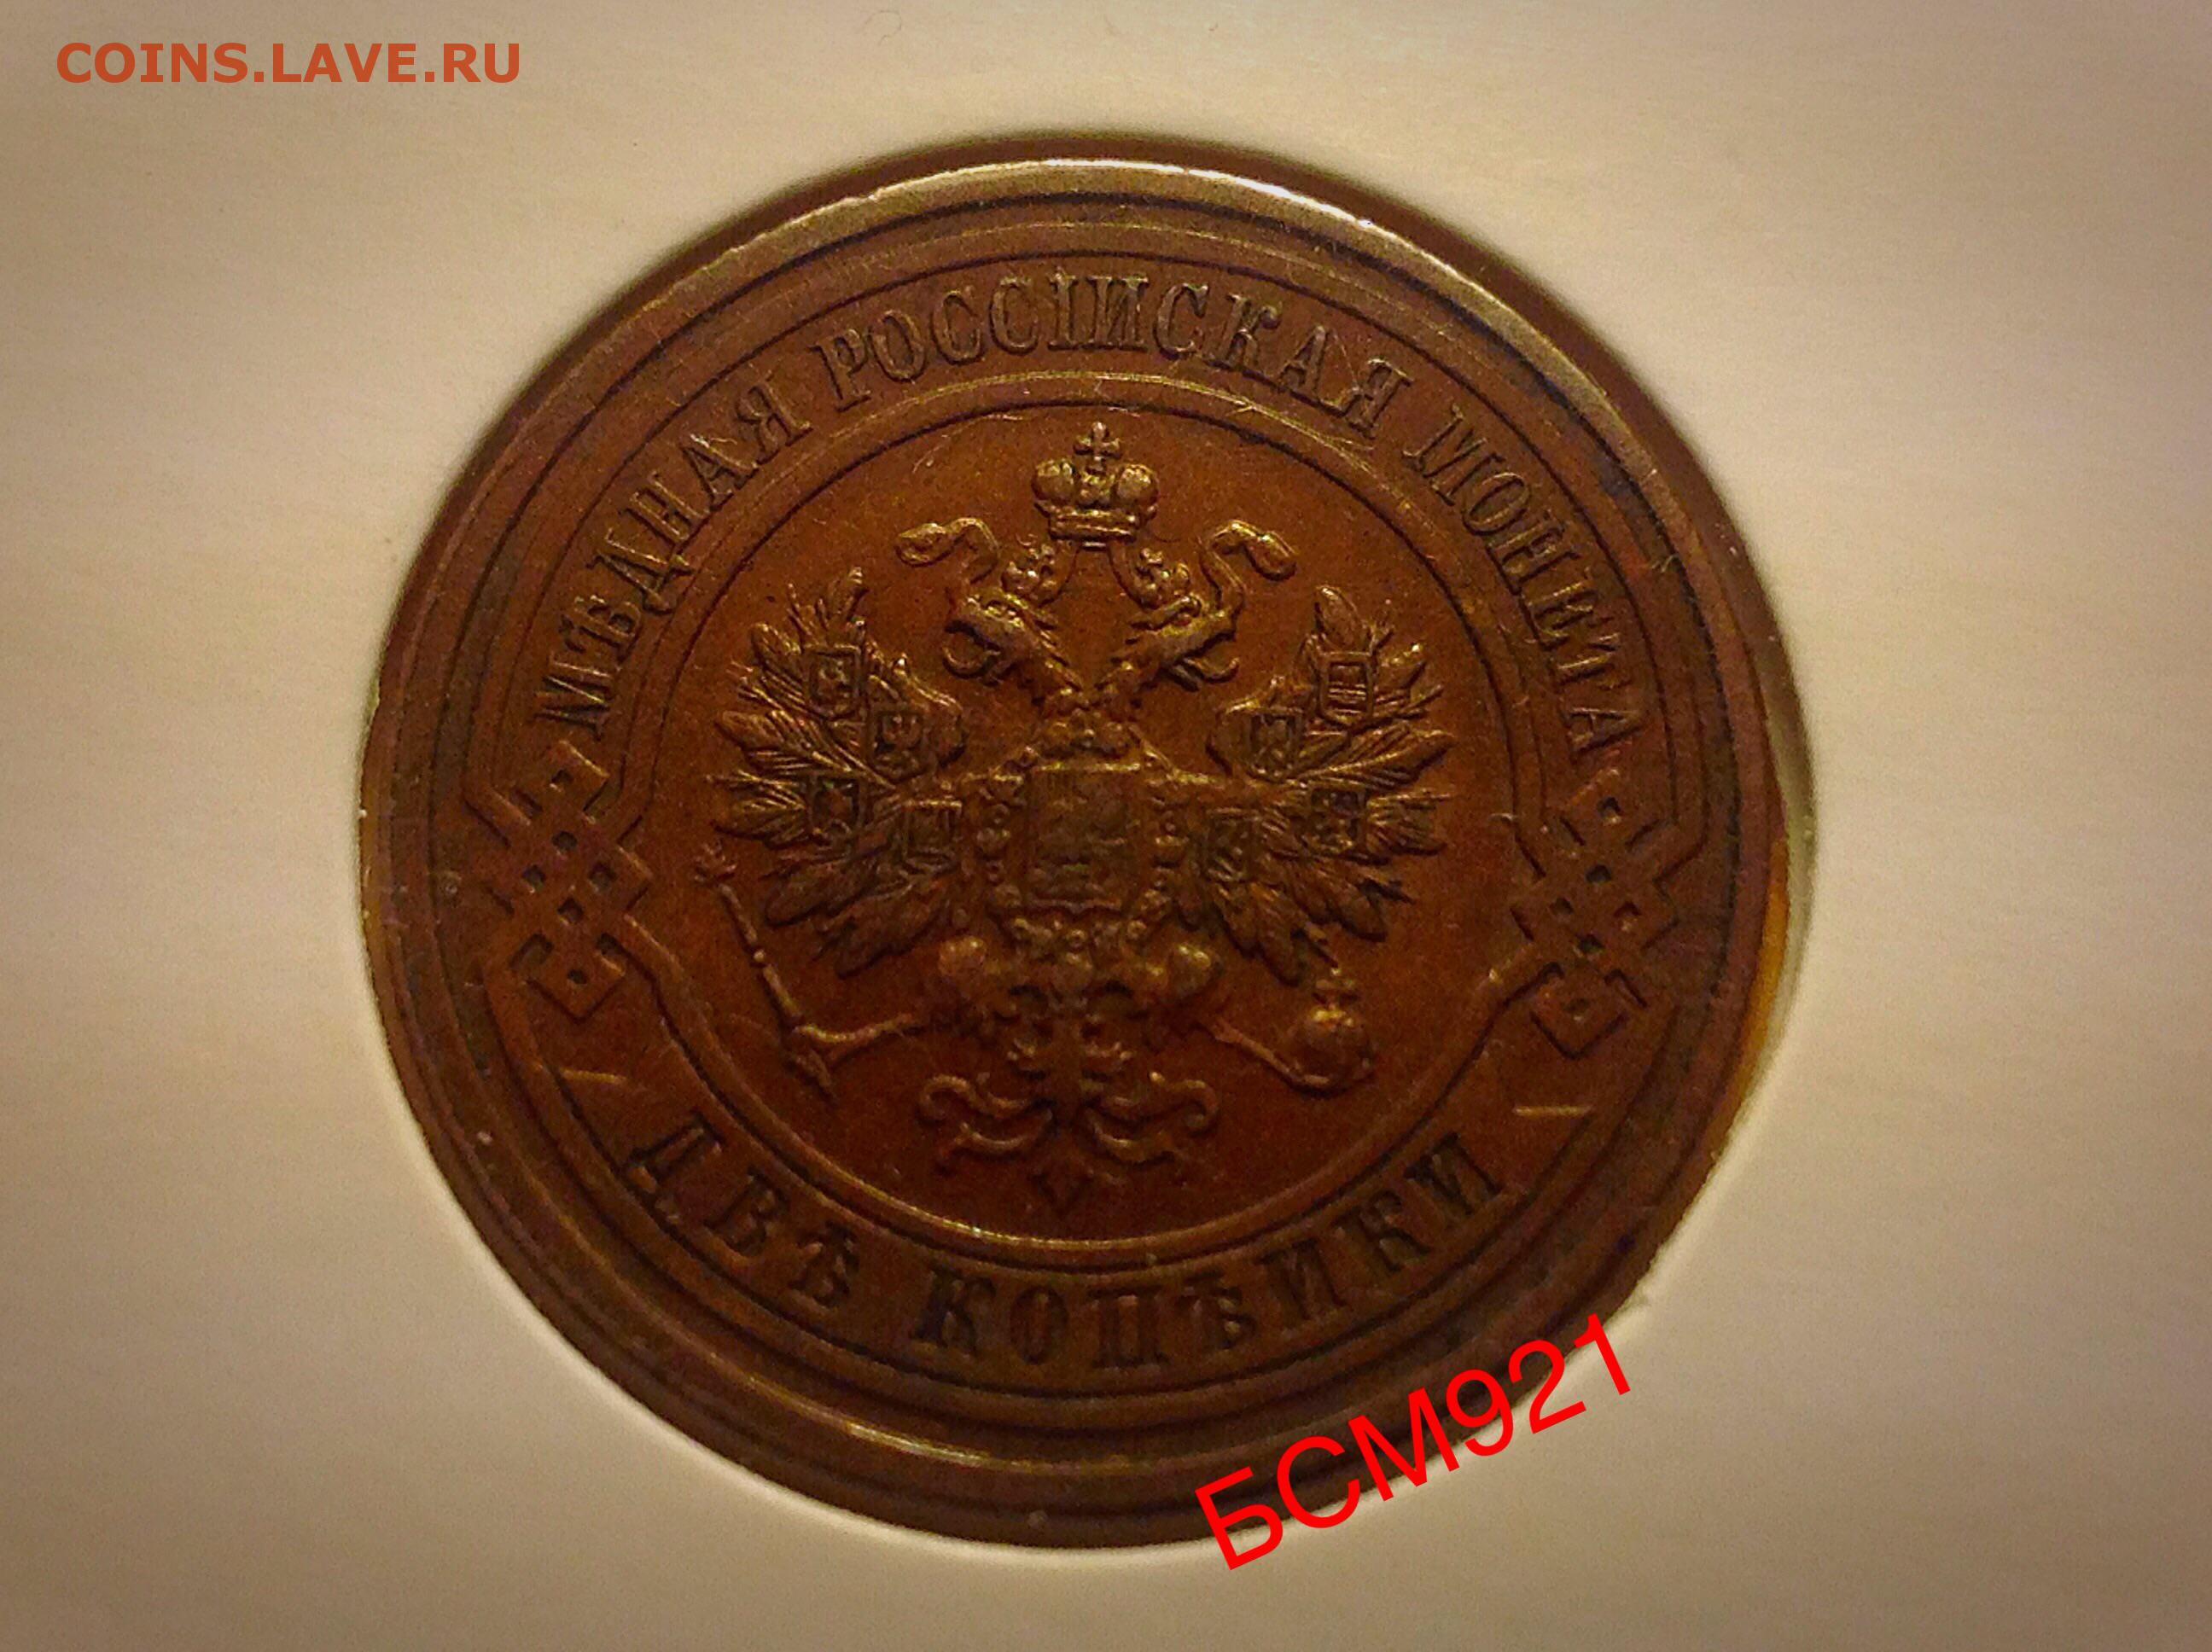 COINS.LAVE.RU
МѢДНАЯ РОССІЙСКАЯ МОНЕТА
ДВѢ КОПѢЙКИ
БСМ921